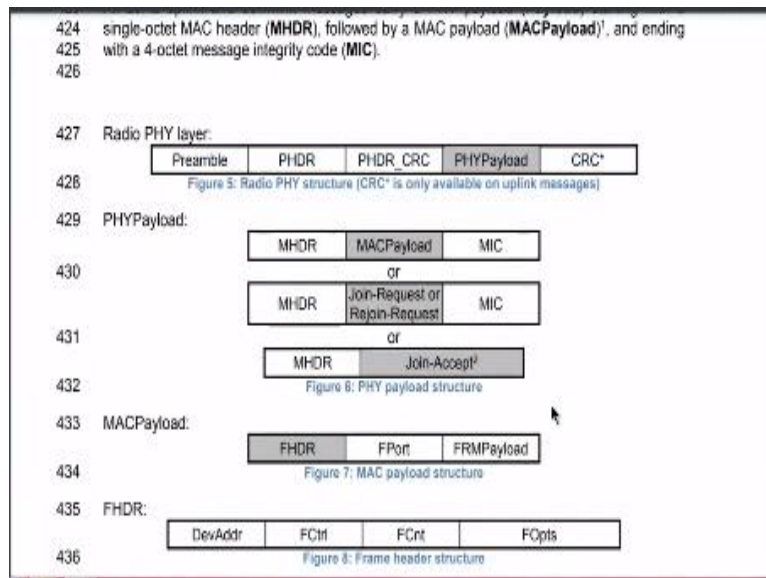 424 single-octet MAC header (MHDR), followed by a MAC payload (MACPayload)¹, and ending
425 with a 4-octet message integrity code (MIC).
426
427 Radio PHY layer:
Preamble PHDR PHDR_CRC PHYPayload CRC*
428 Figure 5: Radio PHY structure (CRC* is only available on uplink messages)
429 PHYPayload:
MHDR MACPayload MIC
430 or
MHDR Join-Request or Rejoin-Request MIC
431 or
MHDR Join-Accept²
432 Figure 6: PHY payload structure
433 MACPayload:
FHDR FPort FRMPayload
434 Figure 7: MAC payload structure
435 FHDR:
DevAddr FCtrl FCnt FOpts
436 Figure 8: Frame header structure